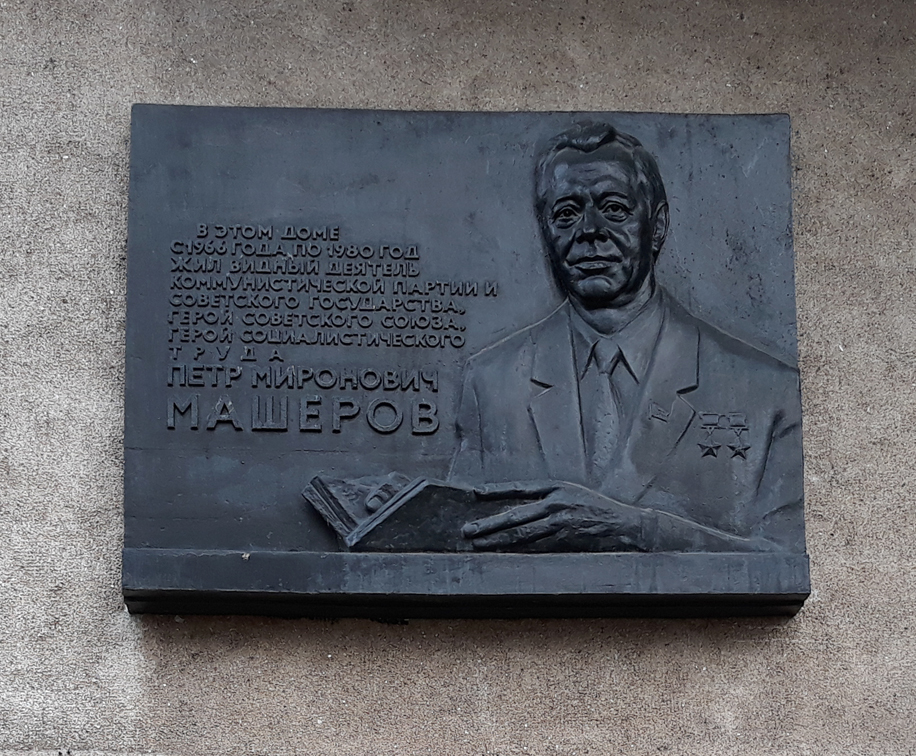 В ЭТОМ ДОМЕ
С 1966 ГОДА ПО 1980 ГОД
ЖИЛ ВИДНЫЙ ДЕЯТЕЛЬ
КОММУНИСТИЧЕСКОЙ ПАРТИИ И
СОВЕТСКОГО ГОСУДАРСТВА,
ГЕРОЙ СОВЕТСКОГО СОЮЗА,
ГЕРОЙ СОЦИАЛИСТИЧЕСКОГО
ТРУДА
ПЕТР МИРОНОВИЧ
МАШЕРОВ